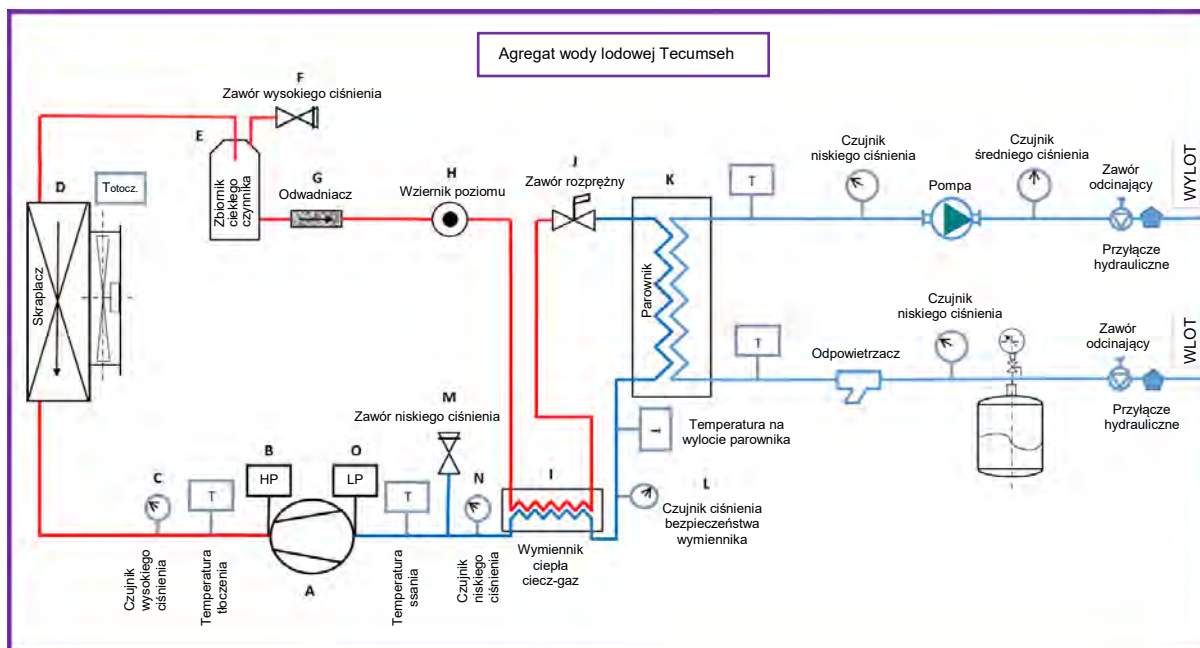 Agregat wody lodowej Tecumseh
F
Zawór wysokiego ciśnienia
E
Zbiornik
ciekłego
czynnika
G
Odwadniacz
H
Wziernik poziomu
J
Zawór rozprężny
K
Parownik
D
Totocz.
Skraplacz
T
Czujnik
niskiego ciśnienia
Pompa
Czujnik
średniego ciśnienia
Zawór
odcinający
WYLOT
Przyłącze
hydrauliczne
T
Odpowietrzacz
Czujnik
niskiego ciśnienia
Zawór
odcinający
WLOT
Przyłącze
hydrauliczne
M
Zawór niskiego ciśnienia
T
Temperatura na
wylocie parownika
C
T
B
HP
O
LP
T
N
I
L
Czujnik ciśnienia
bezpieczeństwa
wymiennika
Czujnik
wysokiego
ciśnienia
Temperatura
tłoczenia
A
Temperatura
ssania
Czujnik
niskiego
ciśnienia
Wymiennik
ciepła
ciecz-gaz